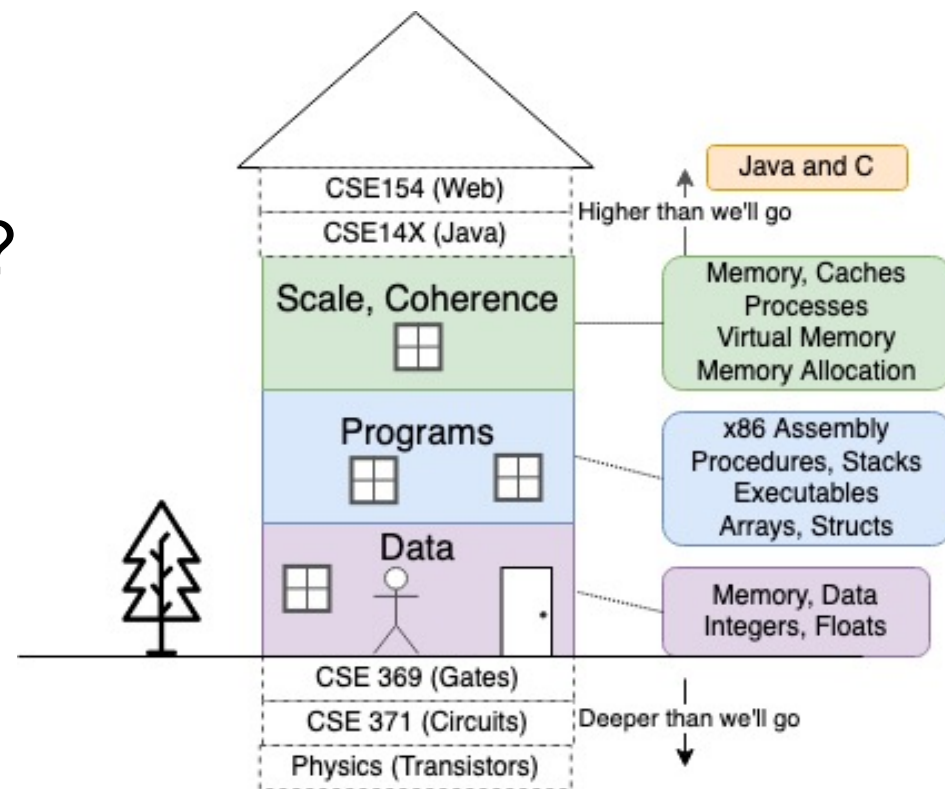 ?
CSE154 (Web)
CSE14X (Java)
Scale, Coherence
Programs
Data
CSE 369 (Gates)
CSE 371 (Circuits)
Physics (Transistors)
Java and C
Higher than we'll go
Memory, Caches
Processes
Virtual Memory
Memory Allocation
x86 Assembly
Procedures, Stacks
Executables
Arrays, Structs
Memory, Data
Integers, Floats
Deeper than we'll go